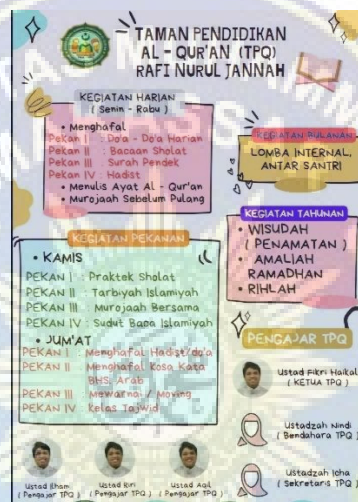 TAMAN PENDIDIKAN
AL - QUR'AN (TPQ)
RAFI NURUL JANNAH
KEGIATAN HARIAN
( Senin - Rabu )
• Menghafal
Pekan I : Do'a - Do'a Harian
Pekan II : Bacaan Sholat
Pekan III : Surah Pendek
Pekan IV : Hadist
• Menulis Ayat Al - Qur'an
• Murojaah Sebelum Pulang
KEGIATAN BULANAN
LOMBA INTERNAL
ANTAR SANTRI
KEGIATAN TAHUNAN
• WISUDAH
( PENAMATAN )
• AMALIAH
RAMADHAN
• RIHLAH
KEGIATAN PEKANAN
• KAMIS
PEKAN I : Praktek Sholat
PEKAN II : Tarbiyah Islamiyah
PEKAN III : Murojaah Bersama
PEKAN IV : Sudut Baca Islamiyah
• JUM'AT
PEKAN I : Menghafal Hadist/do'a
PEKAN II : Menghafal Kosa Kata
BHS Arab
PEKAN III : Mewarnai / Moving
PEKAN IV : Kelas Tajwid
PENGAJAR TPQ
Ustad Fikri Haikal
( KETUA TPQ )
Ustadzah Nindi
( Bendahara TPQ )
Ustadzah Icha
( Sekretaris TPQ )
Ustad Ilham
( Pengajar TPQ )
Ustad Riri
( Pengajar TPQ )
Ustad Aqil
( Pengajar TPQ )